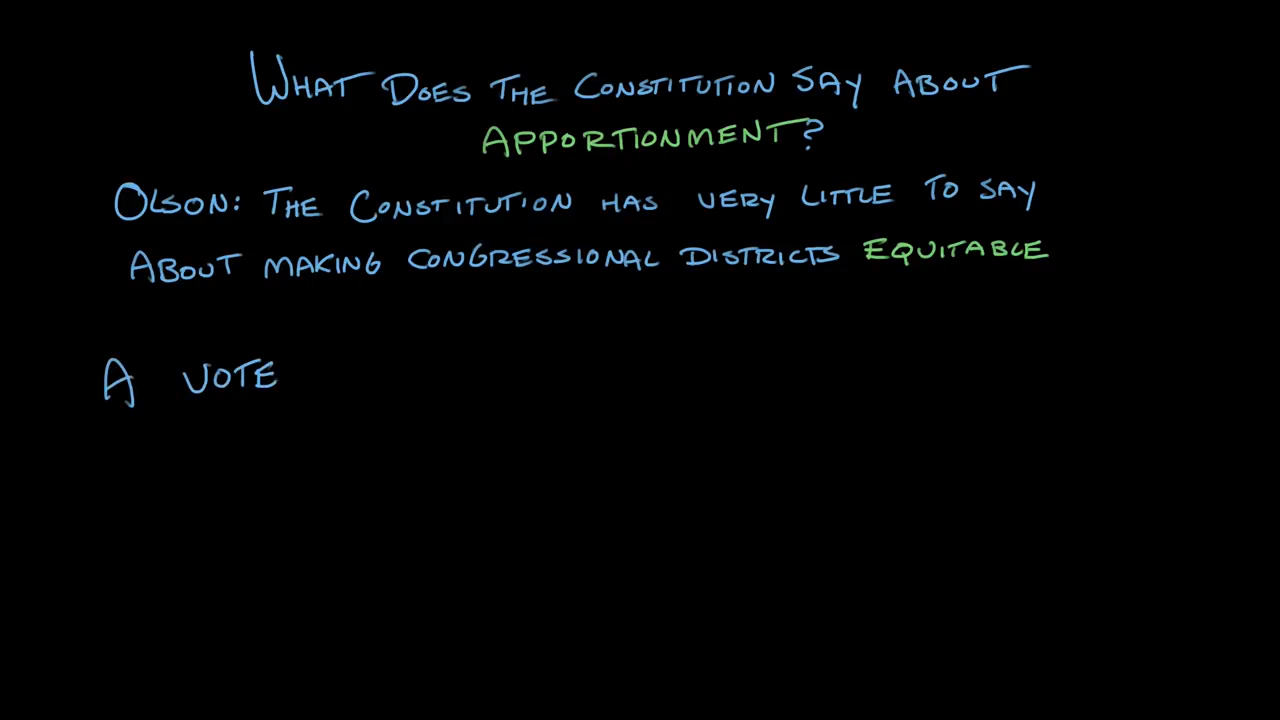 WHAT DOES THE CONSTITUTION SAY ABOUT
APPORTIONMENT?
OLSON: THE CONSTITUTION HAS VERY LITTLE TO SAY
ABOUT MAKING CONGRESSIONAL DISTRICTS EQUITABLE
A VOTE